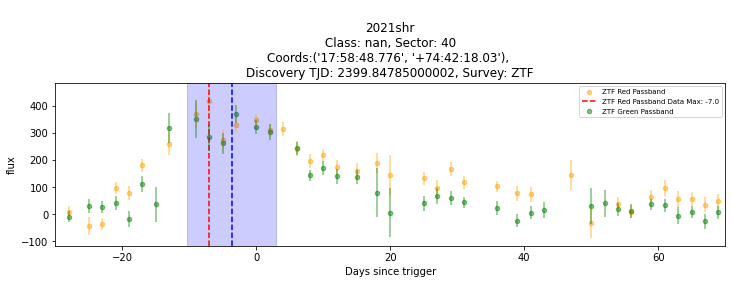 2021shr
Class: nan, Sector: 40
Coords:('17:58:48.776', '+74:42:18.03'),
Discovery TJD: 2399.84785000002, Survey: ZTF
ZTF Red Passband
ZTF Red Passband Data Max: -7.0
ZTF Green Passband
flux
400
300
200
100
0
−100
−20 0 20 40 60
Days since trigger